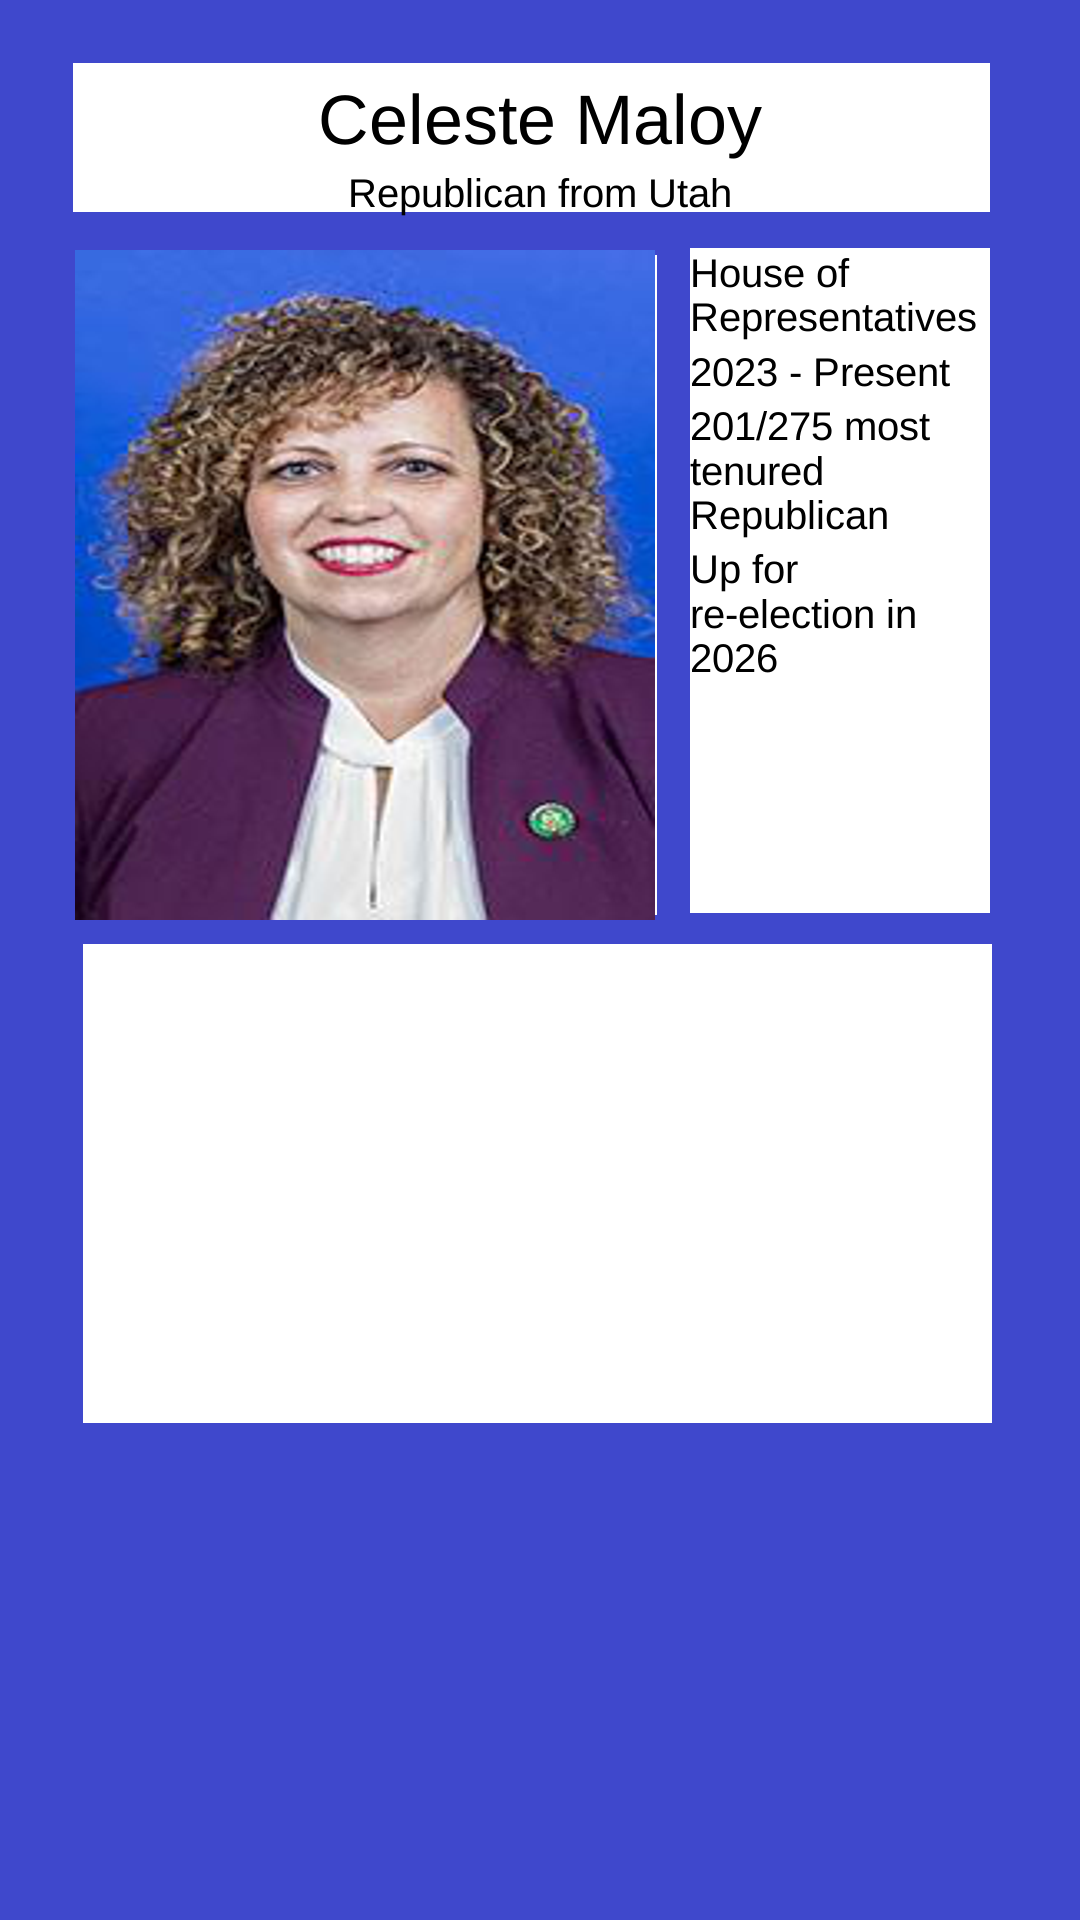 Celeste Maloy
Republican from Utah
House of
Representatives
2023 - Present
201/275 most
tenured
Republican
Up for
re-election in
2026